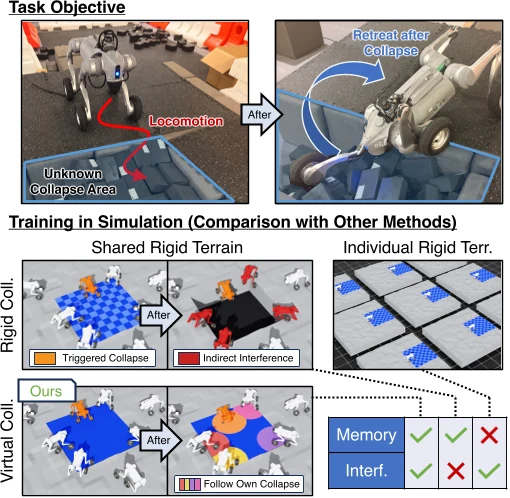 Task Objective
Retreat after
Collapse
Locomotion
After
Unknown
Collapse Area
Training in Simulation (Comparison with Other Methods)
Shared Rigid Terrain
Individual Rigid Terr.
Rigid Coll.
After
Triggered Collapse
Indirect Interference
Ours
Virtual Coll.
After
Follow Own Collapse
Memory
Interf.